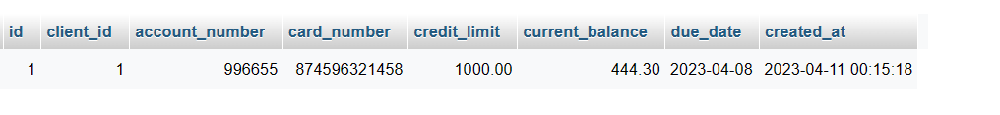 id client_id account_number card_number credit_limit current_balance due_date created_at
1 1 996655 874596321458 1000.00 444.30 2023-04-08 2023-04-11 00:15:18